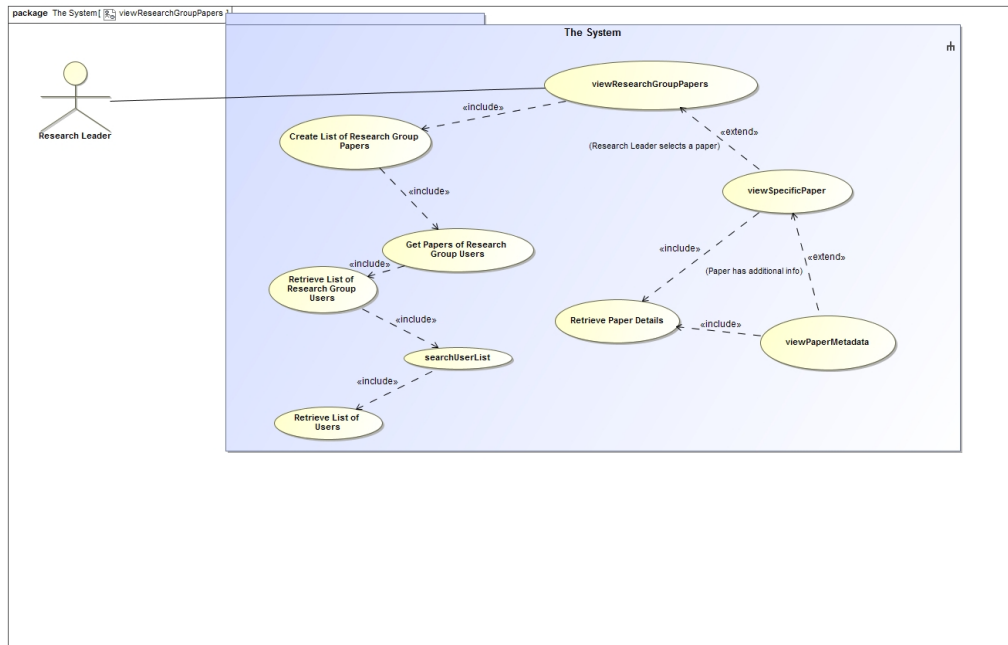 package The System[ viewResearchGroupPapers ]
The System
Research Leader
viewResearchGroupPapers
«include»
Create List of Research Group
Papers
«extend»
(Research Leader selects a paper)
viewSpecificPaper
«include»
Get Papers of Research
Group Users
«include»
«include»
«extend»
(Paper has additional info)
Retrieve List of
Research Group
Users
«include»
Retrieve Paper Details
«include»
viewPaperMetadata
searchUserList
«include»
Retrieve List of
Users